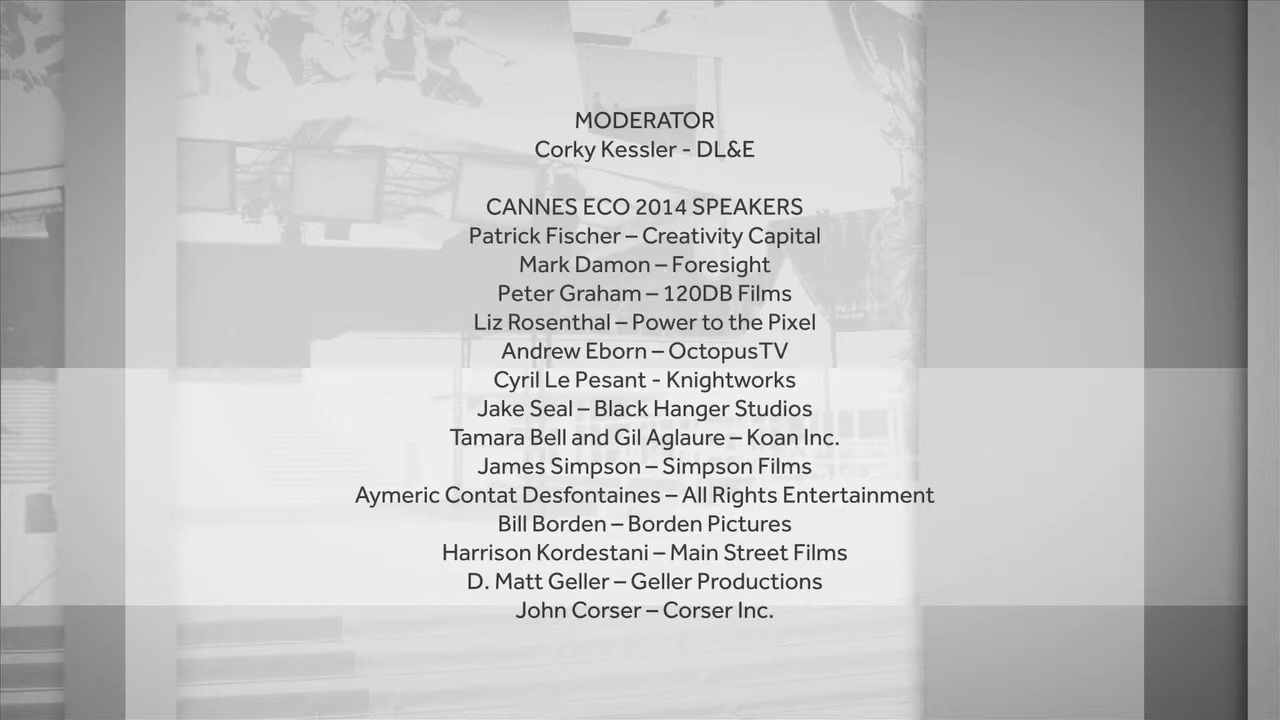 MODERATOR
Corky Kessler - DL&E
CANNES ECO 2014 SPEAKERS
Patrick Fischer – Creativity Capital
Mark Damon – Foresight
Peter Graham – 120DB Films
Liz Rosenthal – Power to the Pixel
Andrew Eborn – OctopusTV
Cyril Le Pesant - Knightworks
Jake Seal – Black Hanger Studios
Tamara Bell and Gil Aglaure – Koan Inc.
James Simpson – Simpson Films
Aymeric Contat Desfontaines – All Rights Entertainment
Bill Borden – Borden Pictures
Harrison Kordestani – Main Street Films
D. Matt Geller – Geller Productions
John Corser – Corser Inc.